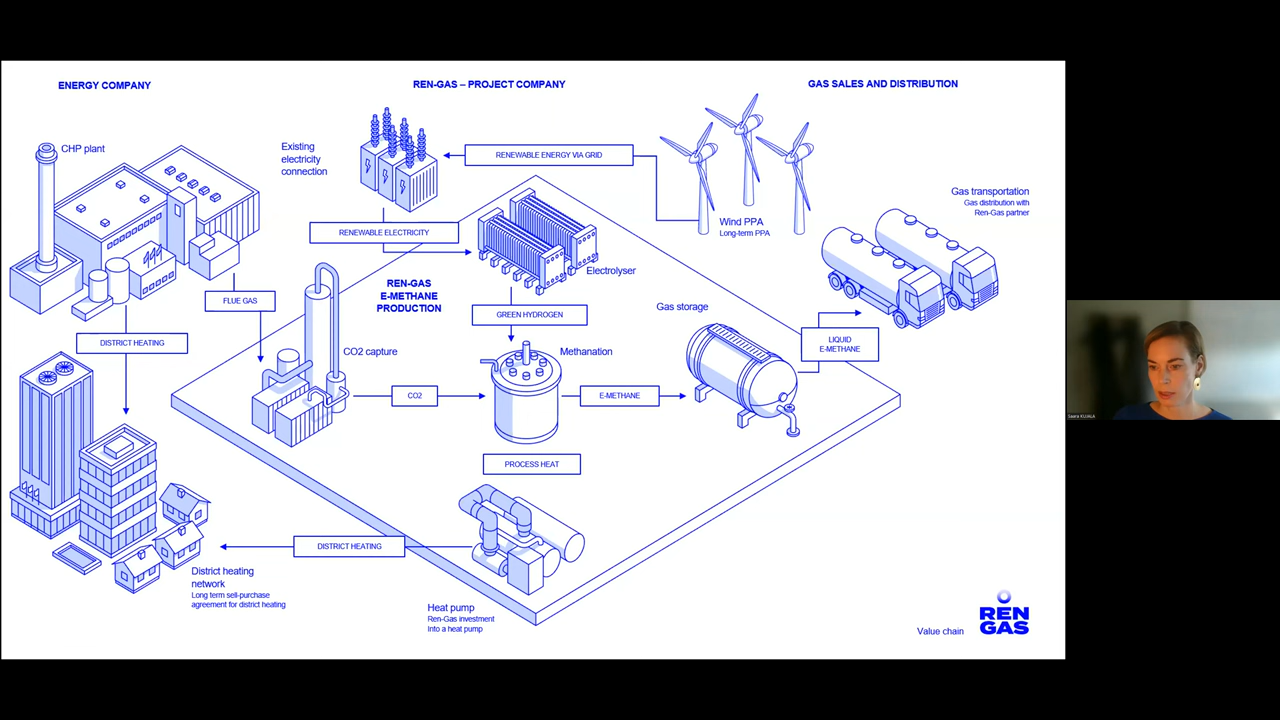 ENERGY COMPANY
REN-GAS – PROJECT COMPANY
GAS SALES AND DISTRIBUTION
CHP plant
Existing
electricity
connection
RENEWABLE ENERGY VIA GRID
Gas transportation
Gas distribution with
Ren-Gas partner
Wind PPA
Long-term PPA
RENEWABLE ELECTRICITY
Electrolyser
REN-GAS
E-METHANE
PRODUCTION
FLUE GAS
Gas storage
GREEN HYDROGEN
DISTRICT HEATING
LIQUID
E-METHANE
CO2 capture
Methanation
CO2
E-METHANE
PROCESS HEAT
DISTRICT HEATING
District heating
network
Long term sell-purchase
agreement for district heating
Heat pump
Ren-Gas investment
Into a heat pump
Value chain
REN
GAS
Saara KUJALA